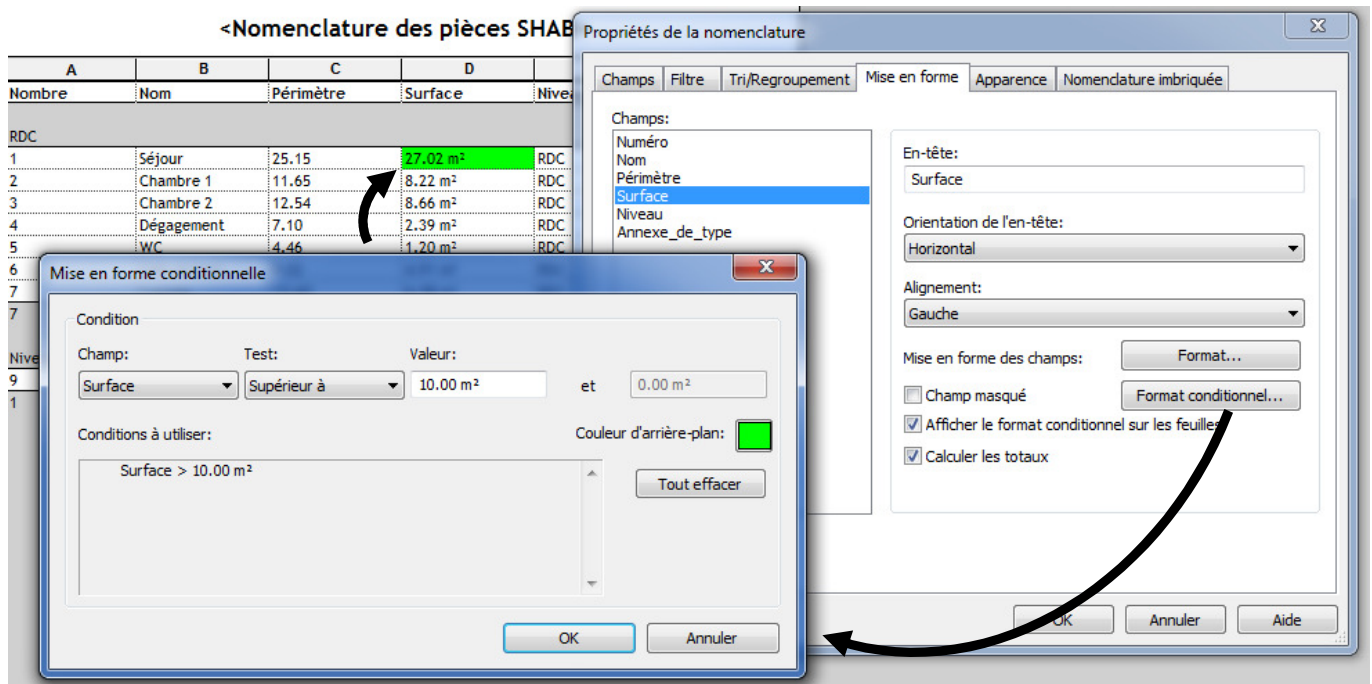 <Nomenclature des pièces SHAB
A B C D
Nombre Nom Périmètre Surface Nive
RDC
1 Séjour 25.15 27.02 m² RDC
2 Chambre 1 11.65 8.22 m² RDC
3 Chambre 2 12.54 8.66 m² RDC
4 Dégagement 7.10 2.39 m² RDC
5 WC 4.46 1.20 m² RDC
6
7
7
Nive
9
1
Propriétés de la nomenclature
Champs Filtre Tri/Regroupement Mise en forme Apparence Nomenclature imbriquée
Champs:
Numéro
Nom
Périmètre
Surface
Niveau
Annexe_de_type
En-tête:
Surface
Orientation de l'en-tête:
Horizontal
Alignement:
Gauche
Mise en forme des champs: Format...
Champ masqué Format conditionnel...
Afficher le format conditionnel sur les feuilles
Calculer les totaux
OK Annuler Aide
Mise en forme conditionnelle
Condition
Champ: Test: Valeur:
Surface Supérieur à 10.00 m² et 0.00 m²
Conditions à utiliser: Couleur d'arrière-plan:
Surface > 10.00 m²
Tout effacer
OK Annuler